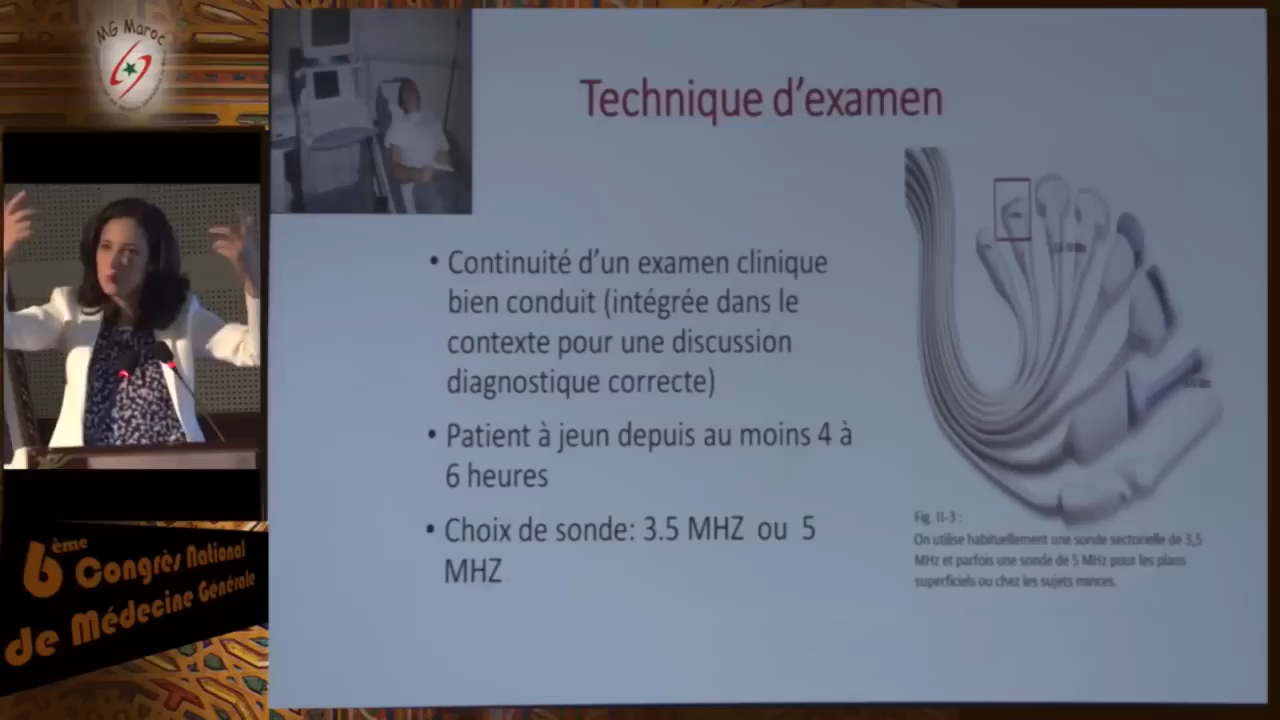 MG Maroc
Technique d'examen
• Continuité d'un examen clinique
bien conduit (intégrée dans le
contexte pour une discussion
diagnostique correcte)
• Patient à jeun depuis au moins 4 à
6 heures
• Choix de sonde: 3.5 MHZ ou 5
MHZ
Fig. II-3 :
On utilise habituellement une sonde sectorielle de 3,5
MHz et parfois une sonde de 5 MHz pour les plans
superficiels ou chez les sujets minces.
6ème Congrès National
de Médecine Générale